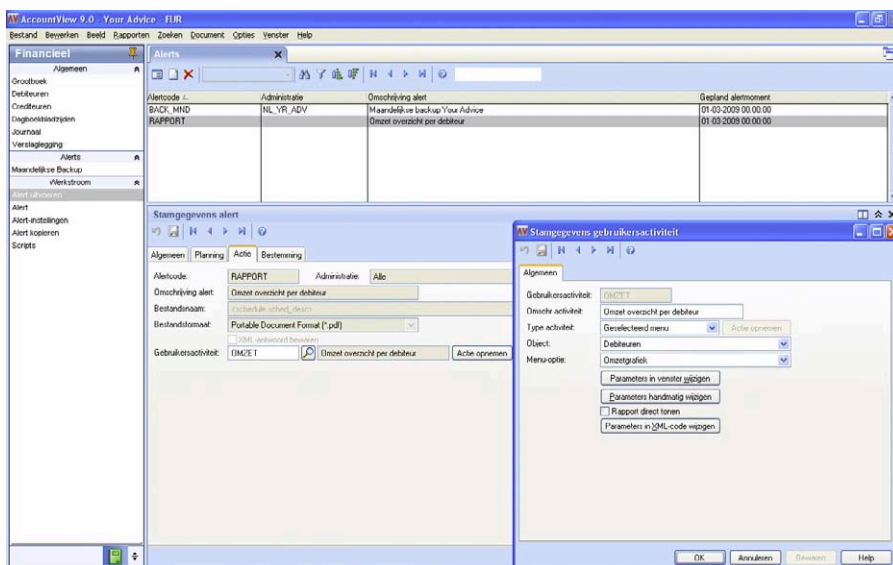 AccountView 9.0 - Your Advice - EUR
Bestand Bewerken Beeld Rapporten Zoeken Document Opties Venster Help
Financieel
Algemeen
Grootboek
Debiteuren
Crediteuren
Dagboekbladzijden
Journaal
Verslaglegging
Alerts
Maandelijkse Backup
Werkstroom
Alert uitvoeren
Alert
Alert-instellingen
Alert kopieren
Scripts
Alerts
Alertcode Administratie Omschrijving alert Gepland alertmoment
BACK_MND NL_YR_ADV Maandelijkse backup Your Advice 01-03-2009 00:00:00
RAPPORT Omzet overzicht per debiteur 01-03-2009 00:00:00
Stamgegevens alert
Algemeen Planning Actie Bestemming
Alertcode: RAPPORT Administratie: Alle
Omschrijving alert: Omzet overzicht per debiteur
Bestandsnaam:
Bestandsformaat: Portable Document Format (*.pdf)
XML-antwoord bewaren
Gebruikersactiviteit: OMZET Omzet overzicht per debiteur Actie opnemen
Stamgegevens gebruikersactiviteit
Algemeen
Gebruikersactiviteit: OMZET
Omschr activiteit: Omzet overzicht per debiteur
Type activiteit: Geselecteerd menu Actie opnemen
Object: Debiteuren
Menu-optie: Omzetgrafiek
Parameters in venster wijzigen
Parameters handmatig wijzigen
Rapport direct tonen
Parameters in XML-code wijzigen
OK Annuleren Bewaren Help